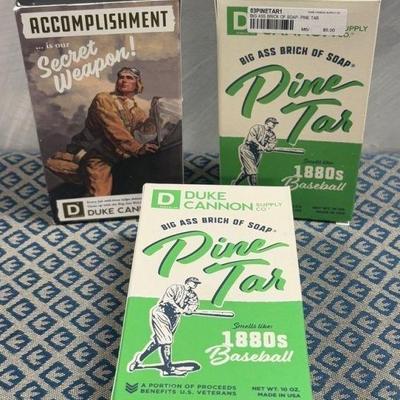 ACCOMPLISHMENT
... is our
Secret
Weapon!
D
DUKE CANNON
03PINETAR1
BIG ASS BRICK OF SOAP- PINE TAR
$5.00
BIG ASS BRICK OF SOAP®
Pine
Tar
Smells like:
1880s
Baseball
D DUKE
CANNON SUPPLY
CO.
BIG ASS BRICK OF SOAP®
Pine
Tar
Smells like:
1880s
Baseball
A PORTION OF PROCEEDS
BENEFITS U.S. VETERANS
NET WT. 10 OZ.
MADE IN USA